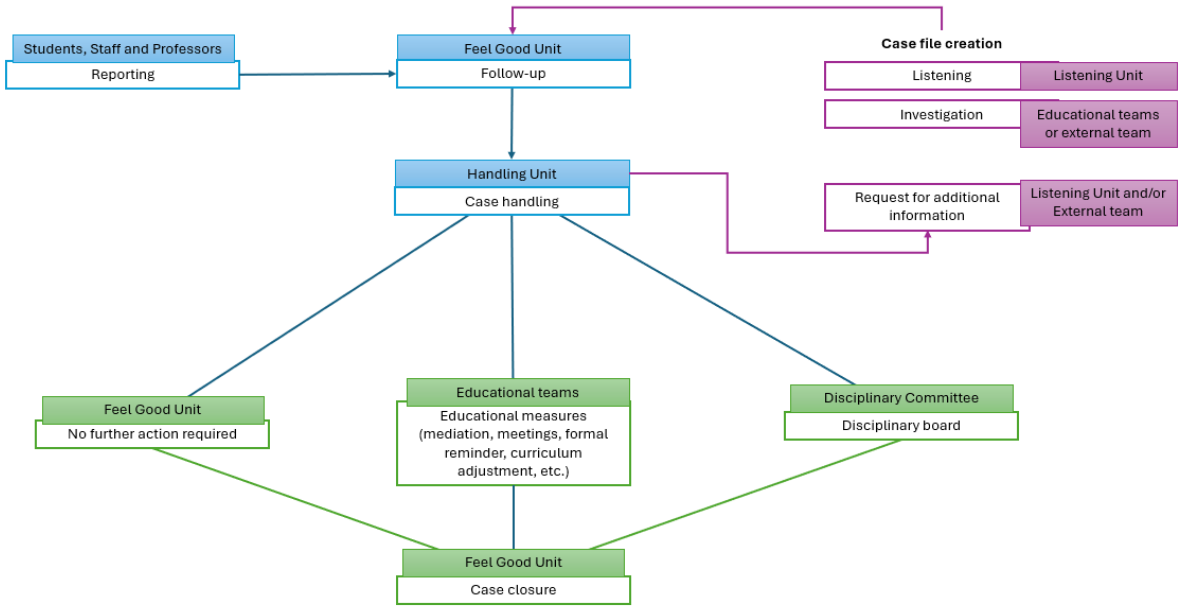 Students, Staff and Professors
Reporting
Feel Good Unit
Follow-up
Case file creation
Listening
Listening Unit
Investigation
Educational teams
or external team
Handling Unit
Case handling
Request for additional
information
Listening Unit and/or
External team
Feel Good Unit
No further action required
Educational teams
Educational measures
(mediation, meetings, formal
reminder, curriculum
adjustment, etc.)
Disciplinary Committee
Disciplinary board
Feel Good Unit
Case closure